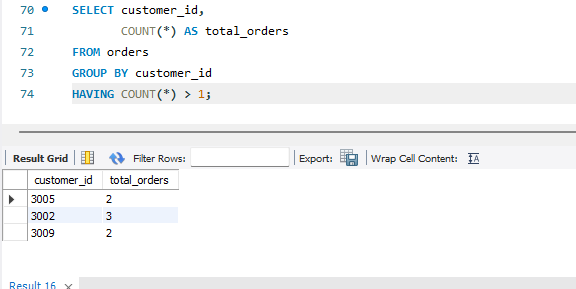 70 SELECT customer_id,
71 COUNT(*) AS total_orders
72 FROM orders
73 GROUP BY customer_id
74 HAVING COUNT(*) > 1;
Result Grid Filter Rows: Export: Wrap Cell Content: IA
customer_id total_orders
3005 2
3002 3
3009 2
Result 16 ×